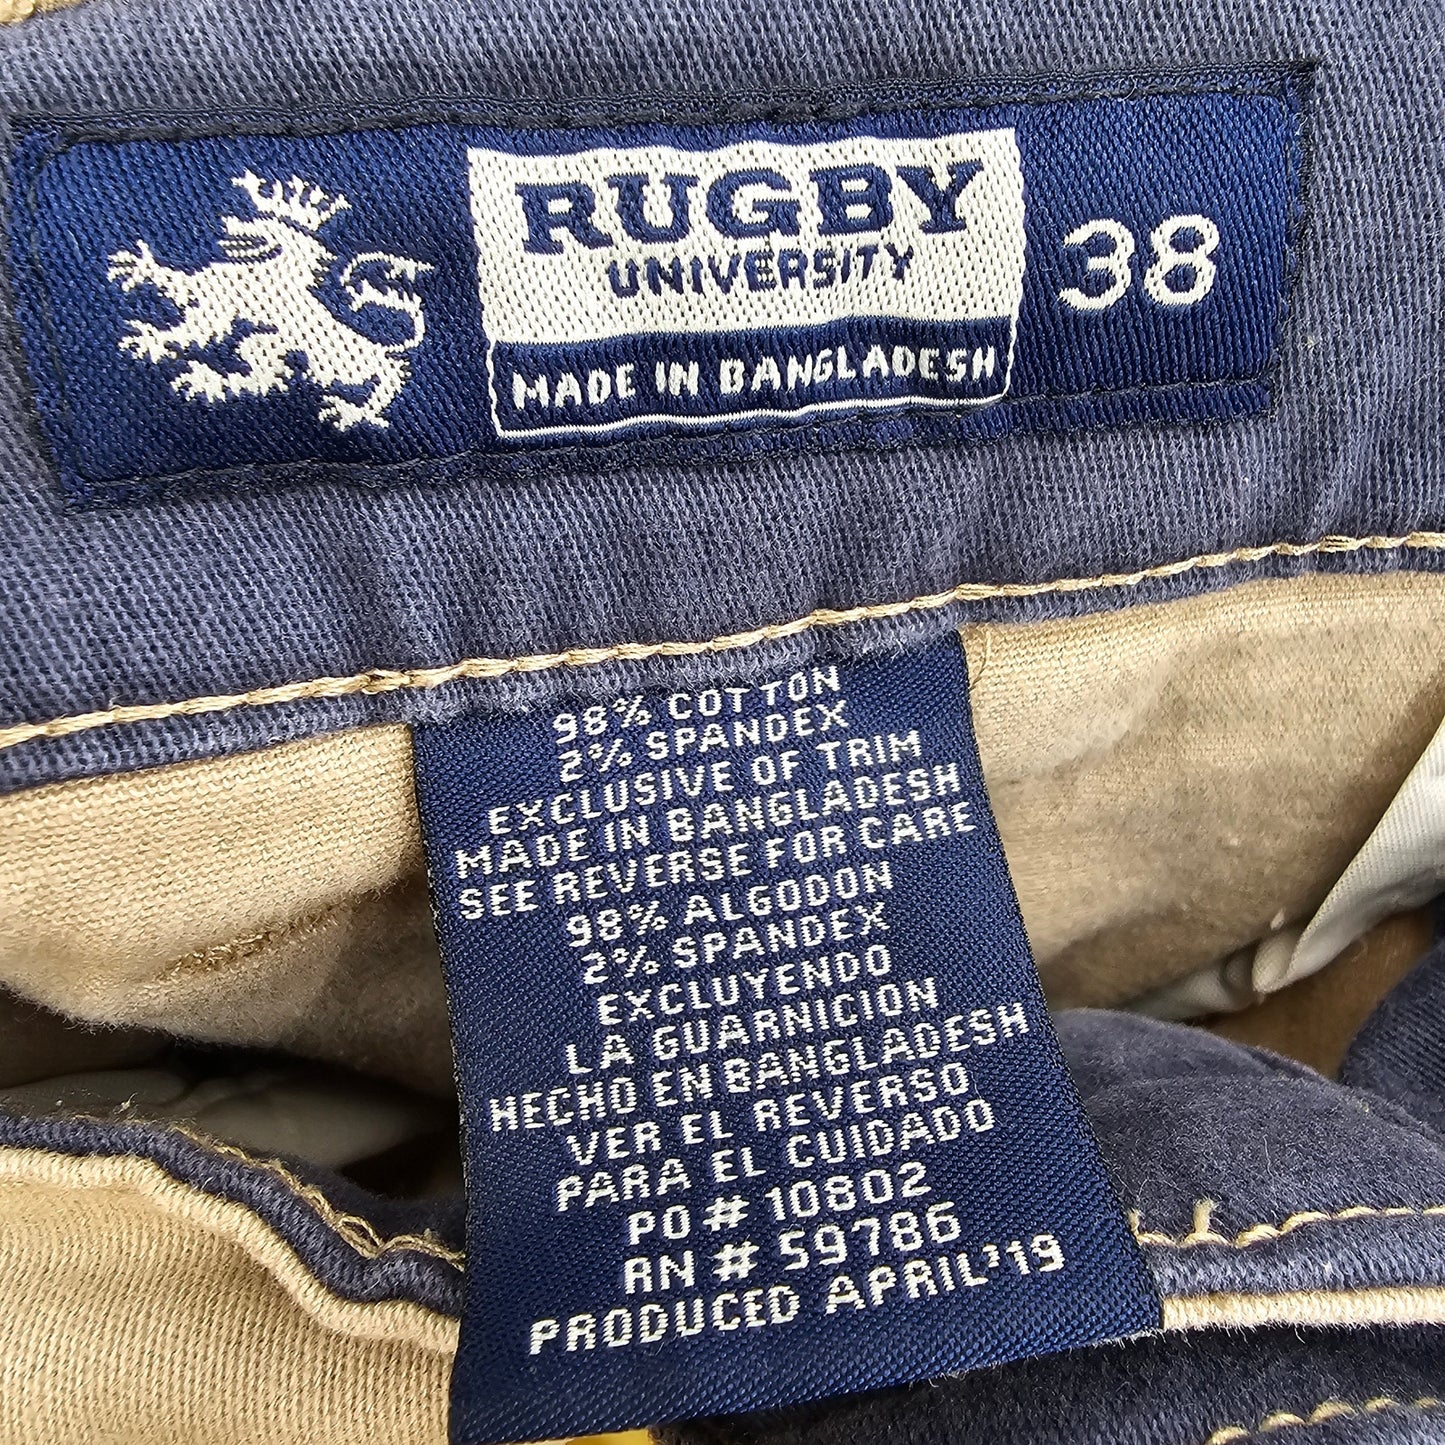 RUGBY
UNIVERSITY
MADE IN BANGLADESH
38
98% COTTON
2% SPANDEX
EXCLUSIVE OF TRIM
MADE IN BANGLADESH
SEE REVERSE FOR CARE
98% ALGODON
2% SPANDEX
EXCLUYENDO
LA GUARNICION
HECHO EN BANGLADESH
VER EL REVERSO
PARA EL CUIDADO
PO # 10802
RN # 59786
PRODUCED APRIL'19